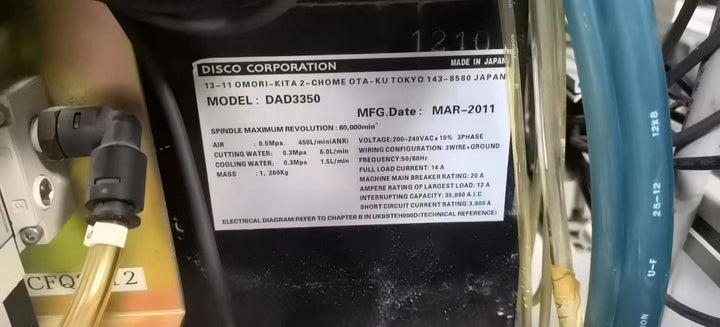 1210
DISCO CORPORATION MADE IN JAPAN
13-11 OMORI-KITA 2-CHOME OTA-KU TOKYO 143-8580 JAPAN
MODEL : DAD3350
MFG.Date : MAR-2011
SPINDLE MAXIMUM REVOLUTION : 60,000min⁻
AIR : 0.5Mpa. 450L/min(ANR)
CUTTING WATER: 0.3Mpa 6.0L/min
COOLING WATER: 0.3Mpa 1.5L/min
MASS : 1,200Kg
VOLTAGE:200-240VAC±10% 3PHASE
WIRING CONFIGURATION: 3WIRE+GROUND
FREQUENCY:50/60Hz
FULL LOAD CURRENT: 14 A
MACHINE MAIN BREAKER RATING: 20 A
AMPERE RATING OF LARGEST LOAD: 12 A
INTERRUPTING CAPACITY: 35,000 A.I.C
SHORT CIRCUIT CURRENT RATING:3,000 A
ELECTRICAL DIAGRAM:REFER TO CHAPTER B IN UKBSTEH000D(TECHNICAL REFERENCE).
CFQ 12
U-F 25-12 12XB